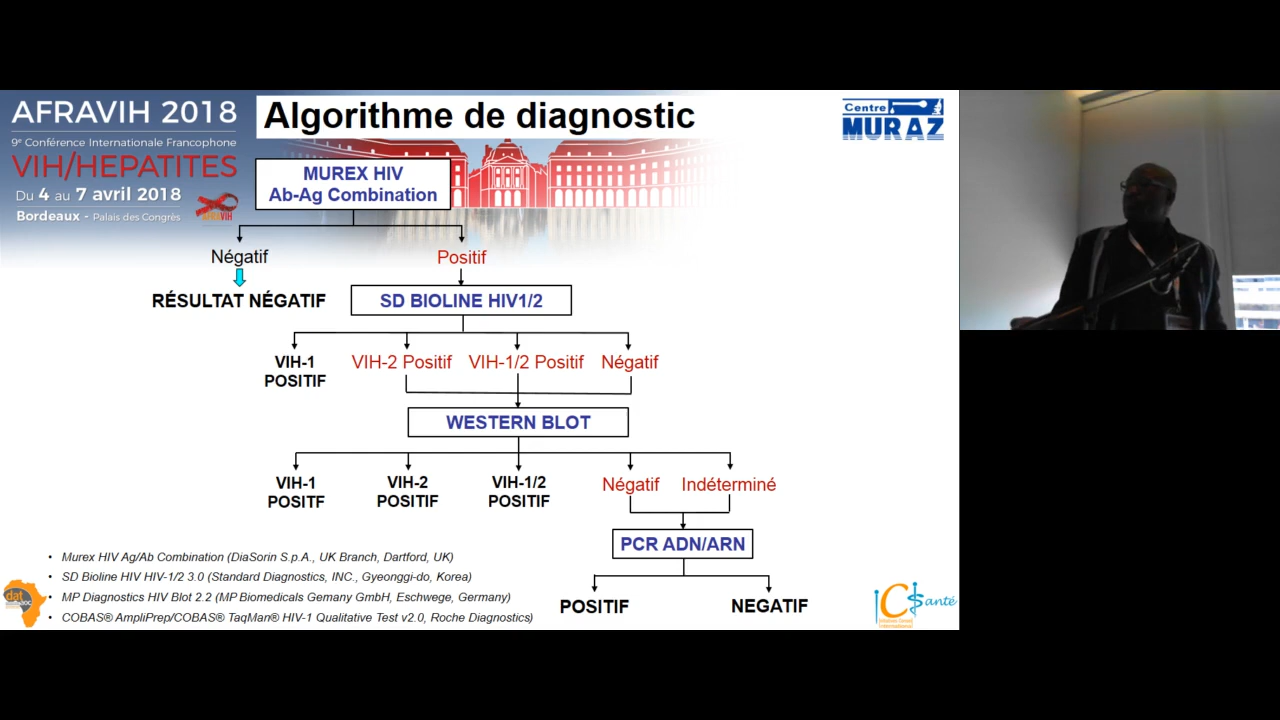 AFRAVIH 2018
9e Conférence Internationale Francophone
VIH/HEPATITES
Du 4 au 7 avril 2018
Bordeaux - Palais des Congrès
AFRAVIH
Algorithme de diagnostic
Centre
MURAZ
MUREX HIV
Ab-Ag Combination
Négatif
Positif
RÉSULTAT NÉGATIF
SD BIOLINE HIV1/2
VIH-1
POSITIF
VIH-2 Positif
VIH-1/2 Positif
Négatif
WESTERN BLOT
VIH-1
POSITF
VIH-2
POSITIF
VIH-1/2
POSITIF
Négatif
Indéterminé
PCR ADN/ARN
POSITIF
NEGATIF
• Murex HIV Ag/Ab Combination (DiaSorin S.p.A., UK Branch, Dartford, UK)
• SD Bioline HIV HIV-1/2 3.0 (Standard Diagnostics, INC., Gyeonggi-do, Korea)
• MP Diagnostics HIV Blot 2.2 (MP Biomedicals Gemany GmbH, Eschwege, Germany)
• COBAS® AmpliPrep/COBAS® TaqMan® HIV-1 Qualitative Test v2.0, Roche Diagnostics)
dat
iC Santé